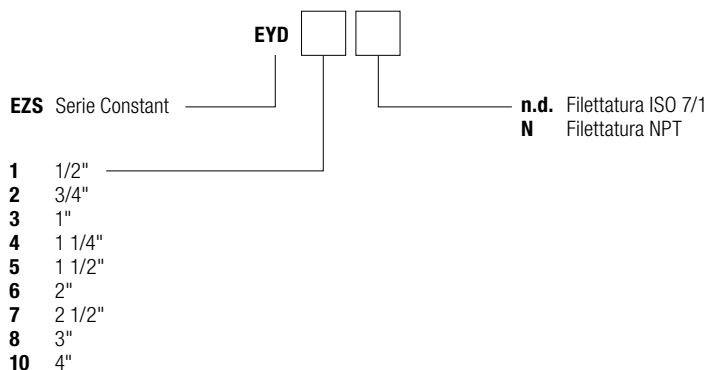 EYD
EZS Serie Constant
n.d. Filettatura ISO 7/1
N Filettatura NPT
1 1/2"
2 3/4"
3 1"
4 1 1/4"
5 1 1/2"
6 2"
7 2 1/2"
8 3"
10 4"